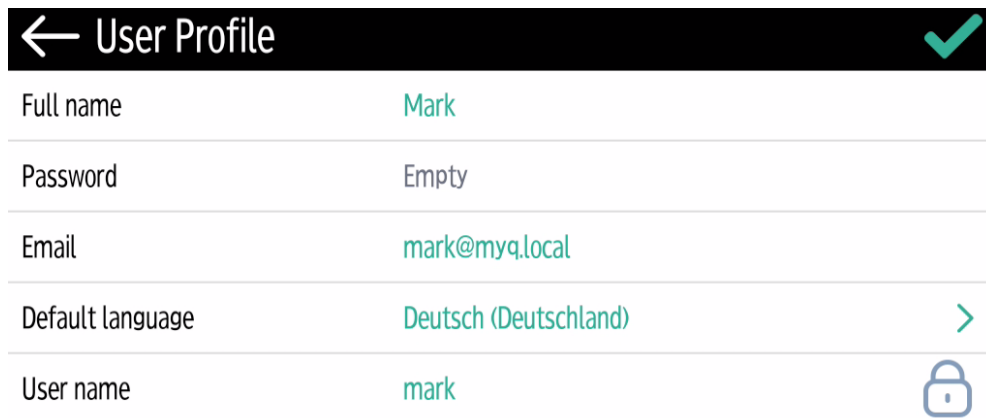 User Profile
Full name Mark
Password Empty
Email mark@myq.local
Default language Deutsch (Deutschland)
User name mark